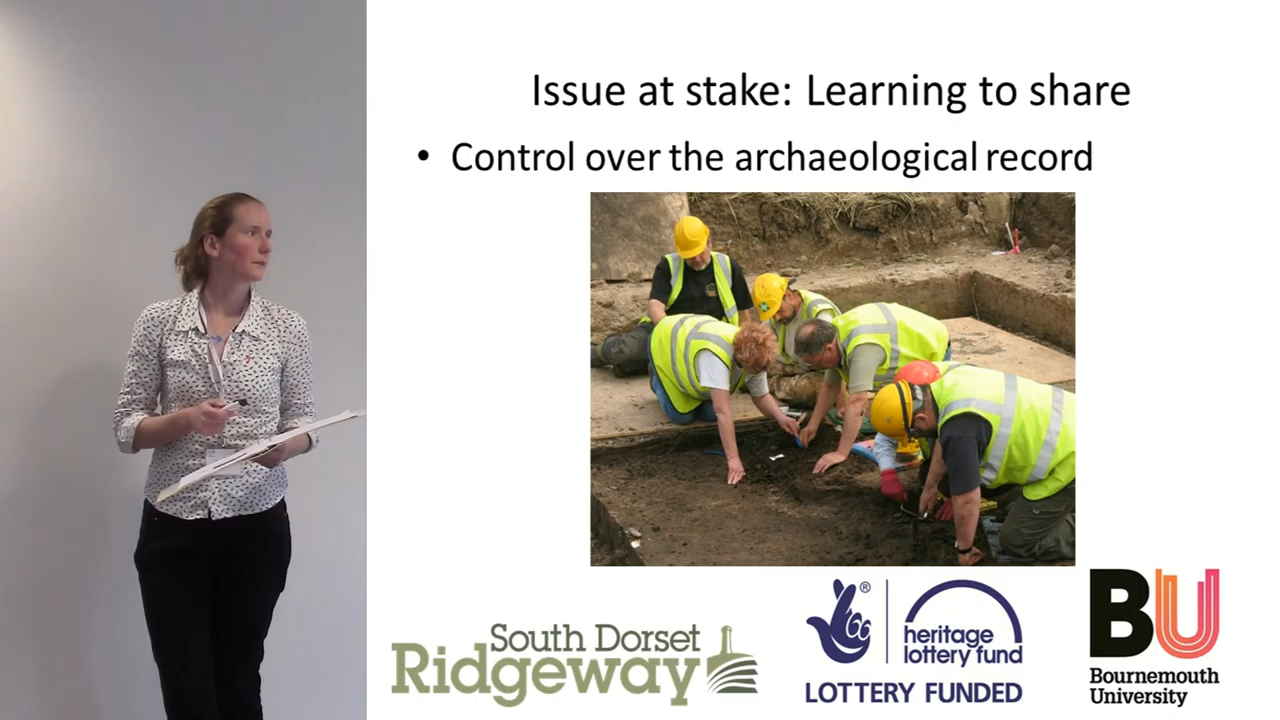 Issue at stake: Learning to share
• Control over the archaeological record
South Dorset
Ridgeway
®
heritage
lottery fund
LOTTERY FUNDED
BU
Bournemouth
University